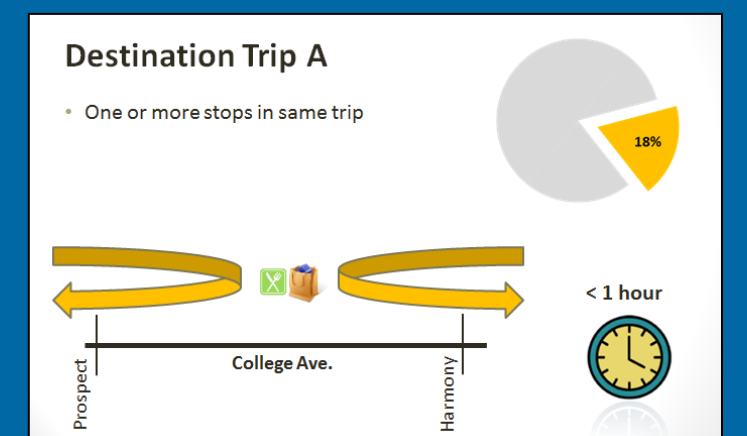 Destination Trip A
• One or more stops in same trip
18%
< 1 hour
College Ave.
Prospect
Harmony